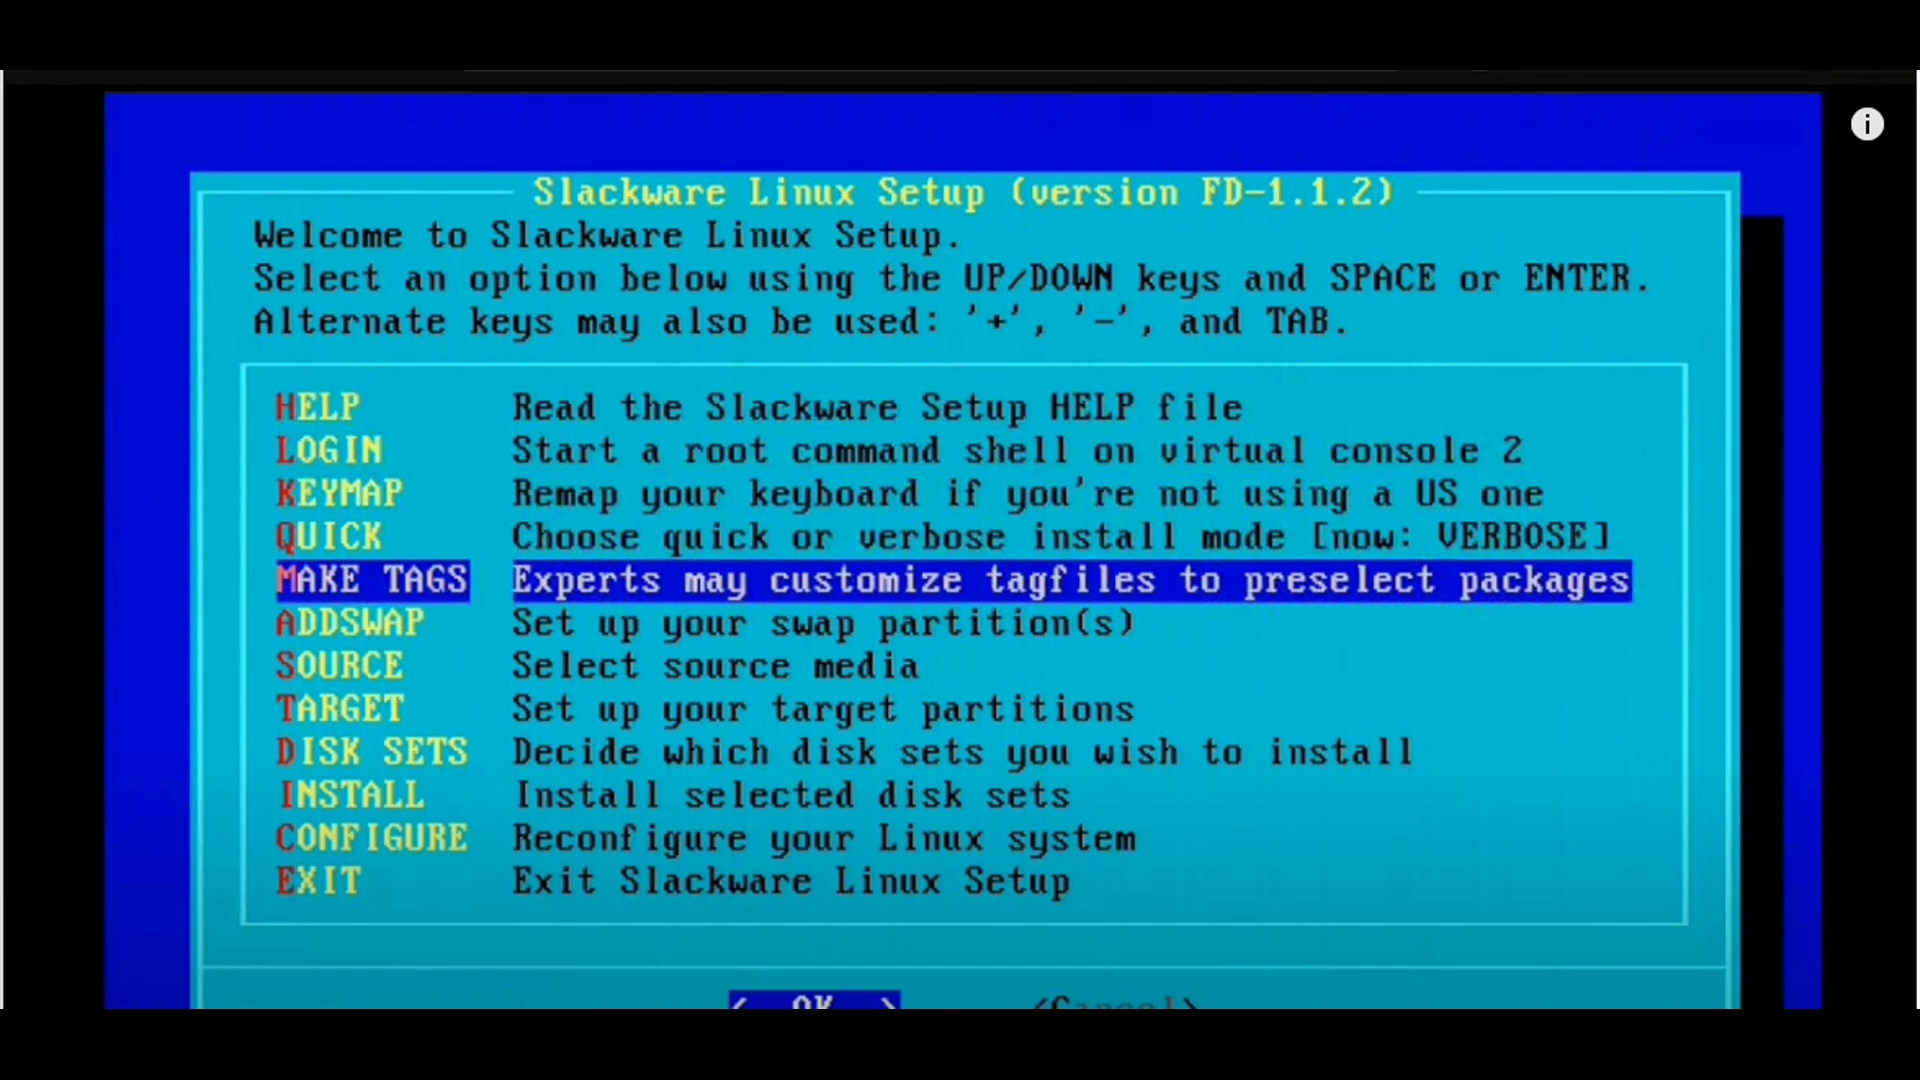 Slackware Linux Setup (version FD-1.1.2)
Welcome to Slackware Linux Setup.
Select an option below using the UP/DOWN keys and SPACE or ENTER.
Alternate keys may also be used: '+', '-', and TAB.
HELP Read the Slackware Setup HELP file
LOGIN Start a root command shell on virtual console 2
KEYMAP Remap your keyboard if you're not using a US one
QUICK Choose quick or verbose install mode [now: VERBOSE]
MAKE TAGS Experts may customize tagfiles to preselect packages
ADDSWAP Set up your swap partition(s)
SOURCE Select source media
TARGET Set up your target partitions
DISK SETS Decide which disk sets you wish to install
INSTALL Install selected disk sets
CONFIGURE Reconfigure your Linux system
EXIT Exit Slackware Linux Setup
< OK > <Cancel>